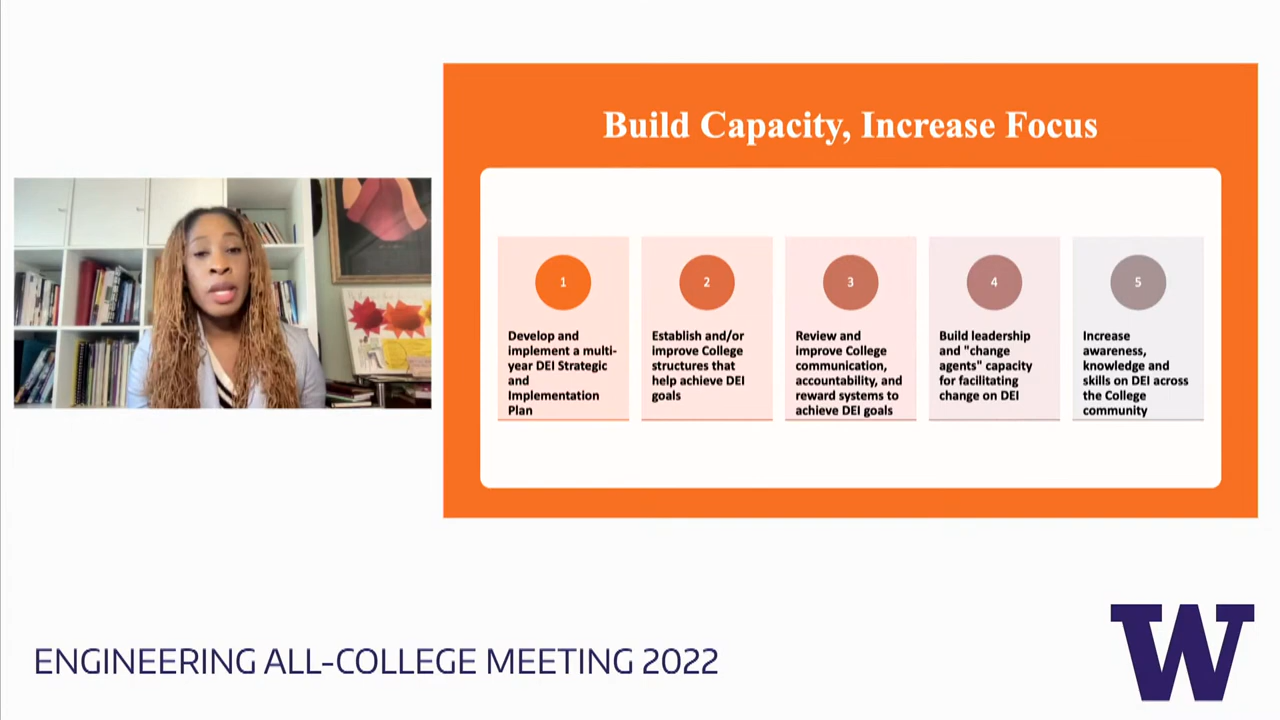 Build Capacity, Increase Focus
1
Develop and
implement a multi-
year DEI Strategic
and
Implementation
Plan
2
Establish and/or
improve College
structures that
help achieve DEI
goals
3
Review and
improve College
communication,
accountability, and
reward systems to
achieve DEI goals
4
Build leadership
and "change
agents" capacity
for facilitating
change on DEI
5
Increase
awareness,
knowledge and
skills on DEI across
the College
community
ENGINEERING ALL-COLLEGE MEETING 2022
W